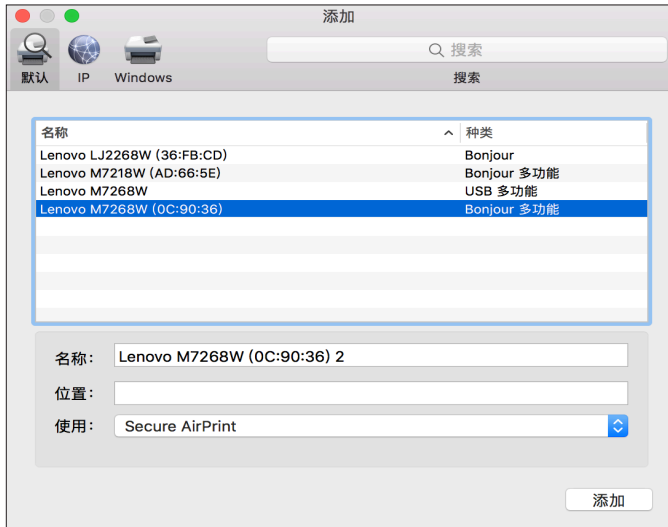 添加
搜索
默认 IP Windows 搜索
名称 种类
Lenovo LJ2268W (36:FB:CD) Bonjour
Lenovo M7218W (AD:66:5E) Bonjour 多功能
Lenovo M7268W USB 多功能
Lenovo M7268W (0C:90:36) Bonjour 多功能
名称： Lenovo M7268W (0C:90:36) 2
位置：
使用： Secure AirPrint
添加